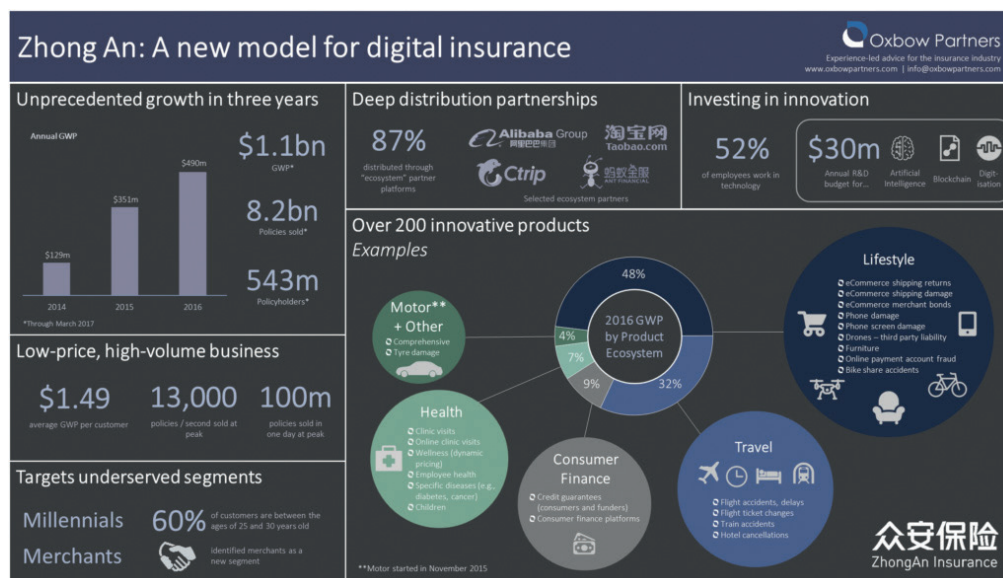 Zhong An: A new model for digital insurance
Oxbow Partners
Experience-led advice for the insurance industry
www.oxbowpartners.com | info@oxbowpartners.com
Unprecedented growth in three years
Annual GWP
$129m
$351m
$490m
2014
2015
2016
$1.1bn
GWP*
8.2bn
Policies sold*
543m
Policyholders*
*Through March 2017
Low-price, high-volume business
$1.49
average GWP per customer
13,000
policies / second sold at
peak
100m
policies sold in
one day at peak
Targets underserved segments
Millennials
60%
of customers are between the
ages of 25 and 30 years old
Merchants
identified merchants as a
new segment
Deep distribution partnerships
87%
distributed through
"ecosystem" partner
platforms
Alibaba Group
阿里巴巴集团
淘宝网
Taobao.com
Ctrip
蚂蚁金服
ANT FINANCIAL
Selected ecosystem partners
Investing in innovation
52%
of employees work in
technology
$30m
Annual R&D
budget for...
Artificial
Intelligence
Blockchain
Digit-
isation
Over 200 innovative products
Examples
2016 GWP
by Product
Ecosystem
48%
32%
9%
7%
4%
Motor**
+ Other
Comprehensive
Tyre damage
Health
Clinic visits
Online clinic visits
Wellness (dynamic
pricing)
Employee health
Specific diseases (e.g.,
diabetes, cancer)
Children
Consumer
Finance
Credit guarantees
(consumers and funders)
Consumer finance platforms
Travel
Flight accidents, delays
Flight ticket changes
Train accidents
Hotel cancellations
Lifestyle
eCommerce shipping returns
eCommerce shipping damage
eCommerce merchant bonds
Phone damage
Phone screen damage
Drones – third party liability
Furniture
Online payment account fraud
Bike share accidents
**Motor started in November 2015
众安保险
ZhongAn Insurance